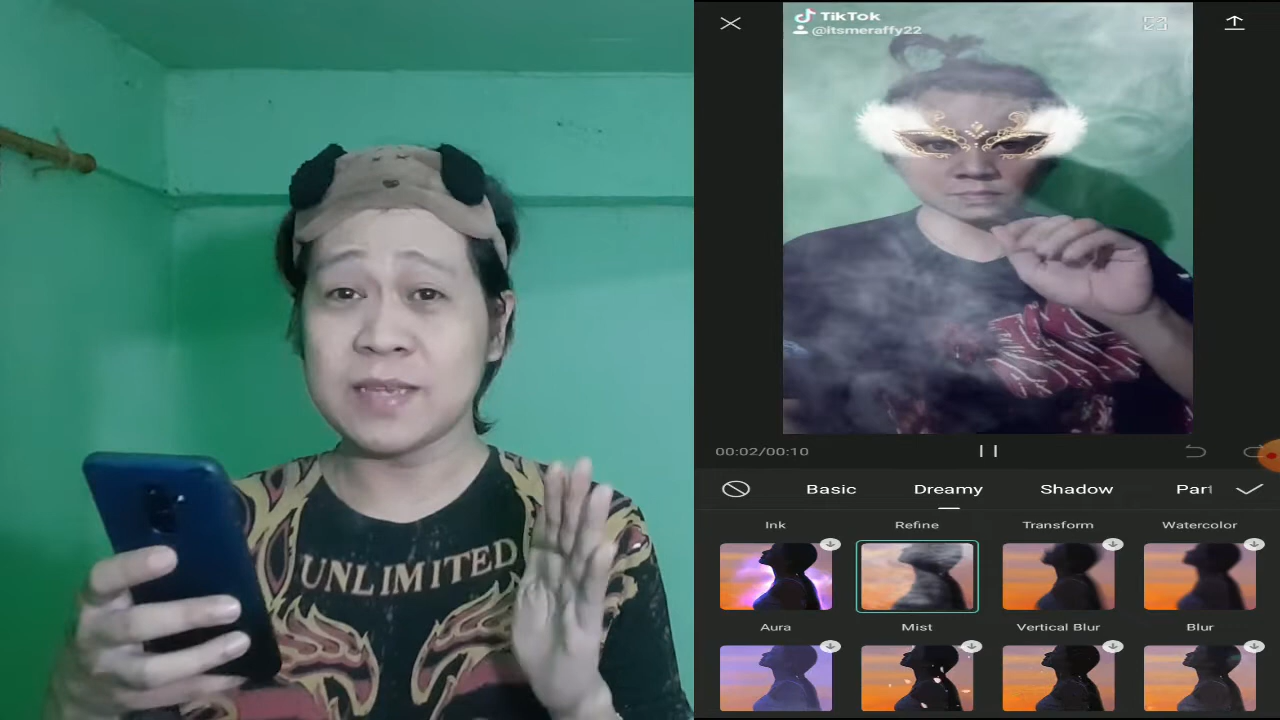 UNLIMITED
TikTok
@itsmeraffy22
00:02/00:10
Basic Dreamy Shadow Part
Ink Refine Transform Watercolor
Aura Mist Vertical Blur Blur